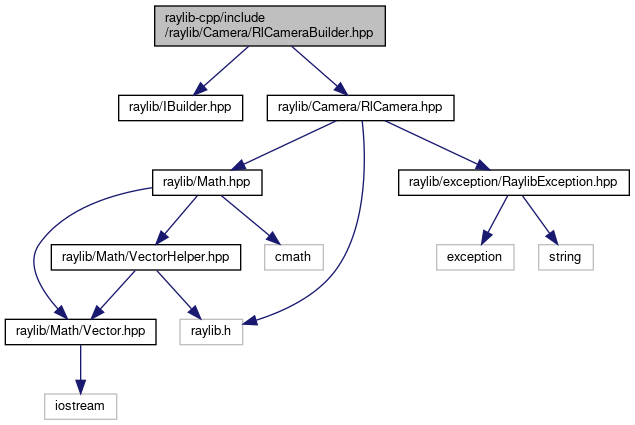 raylib-cpp/include
/raylib/Camera/RlCameraBuilder.hpp
raylib/IBuilder.hpp
raylib/Camera/RlCamera.hpp
raylib/Math.hpp
raylib/exception/RaylibException.hpp
raylib/Math/VectorHelper.hpp
cmath
exception
string
raylib/Math/Vector.hpp
raylib.h
iostream